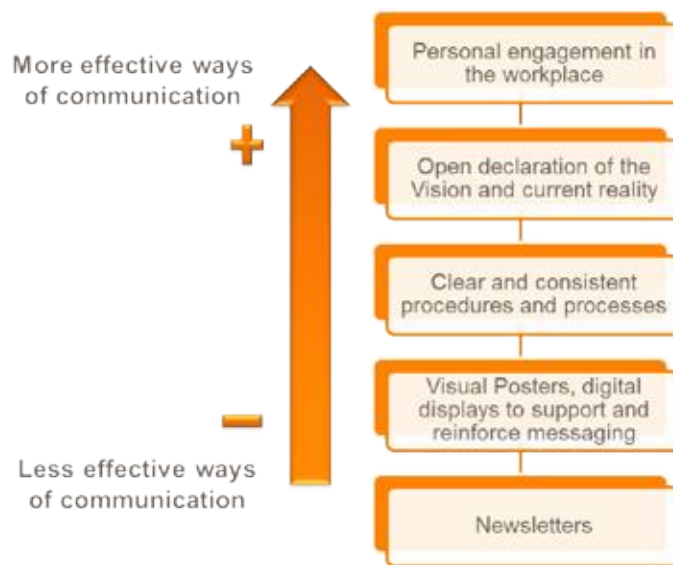 More effective ways
of communication
+
–
Less effective ways
of communication
Personal engagement in
the workplace
Open declaration of the
Vision and current reality
Clear and consistent
procedures and processes
Visual Posters, digital
displays to support and
reinforce messaging
Newsletters